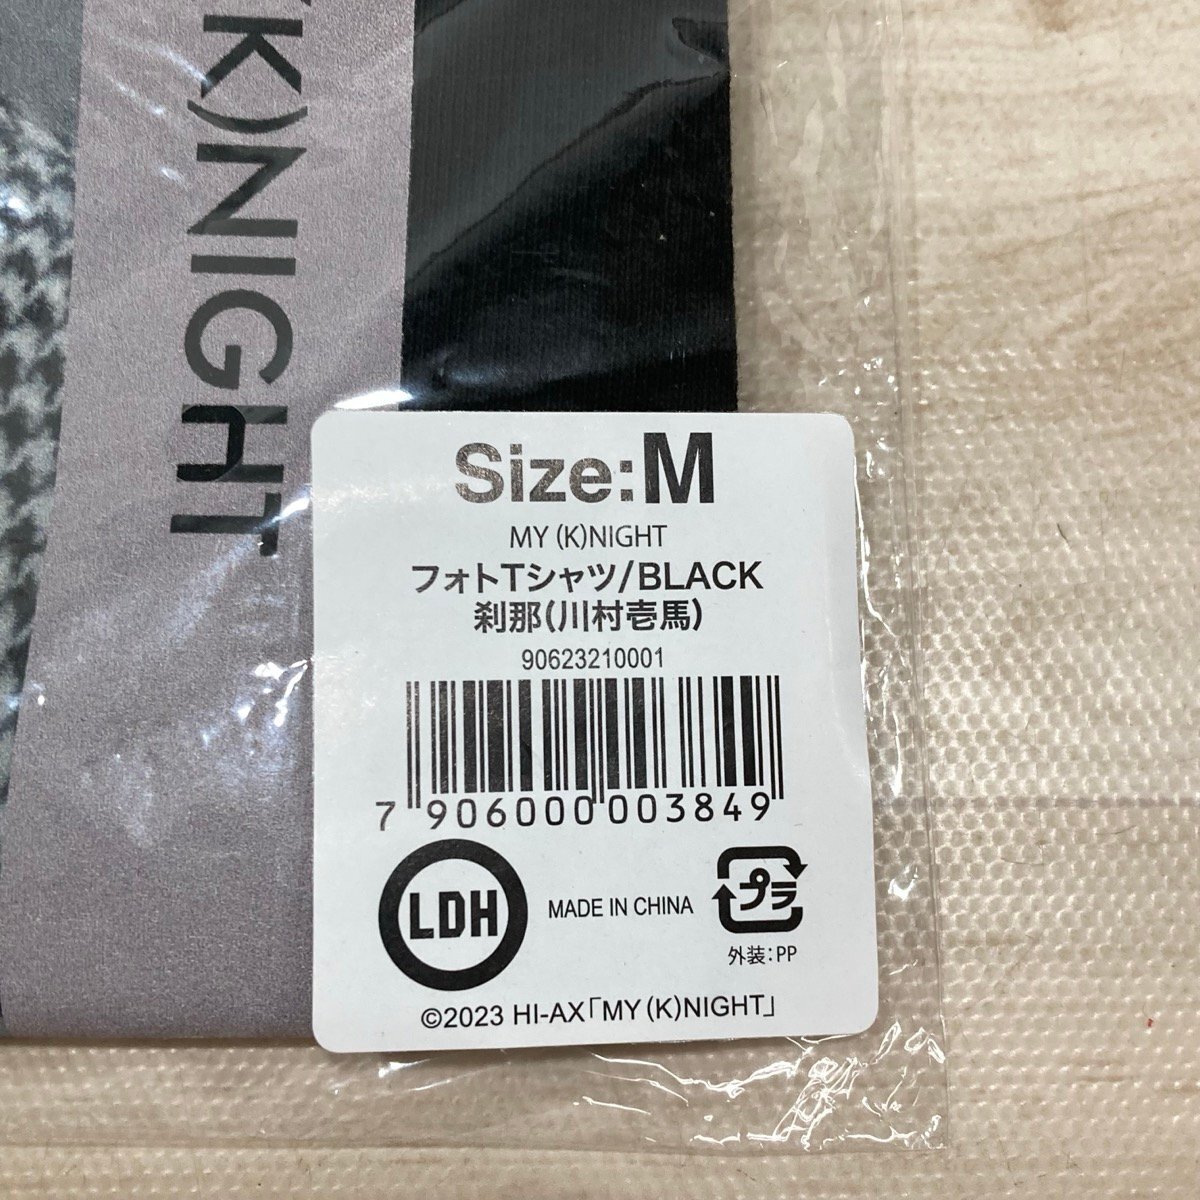 (K)NIGHT
Size:M
MY (K)NIGHT
フォトTシャツ/BLACK
刹那(川村壱馬)
90623210001
7 906000 003849
LDH
MADE IN CHINA
プラ
外装:PP
©2023 HI-AX「MY (K)NIGHT」